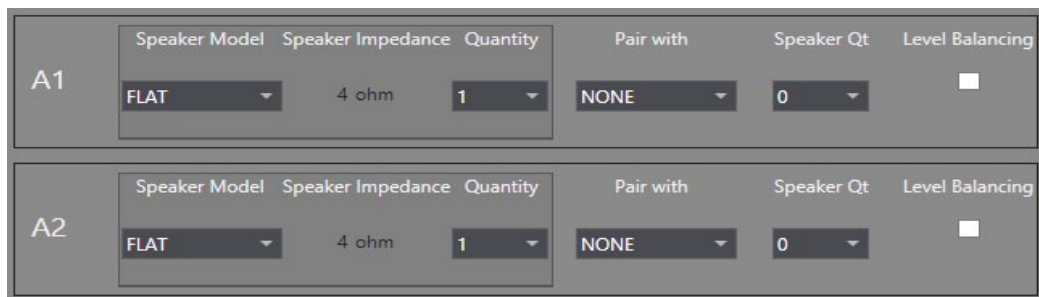 Speaker Model Speaker Impedance Quantity Pair with Speaker Qt Level Balancing
A1
FLAT 4 ohm 1 NONE 0
Speaker Model Speaker Impedance Quantity Pair with Speaker Qt Level Balancing
A2
FLAT 4 ohm 1 NONE 0